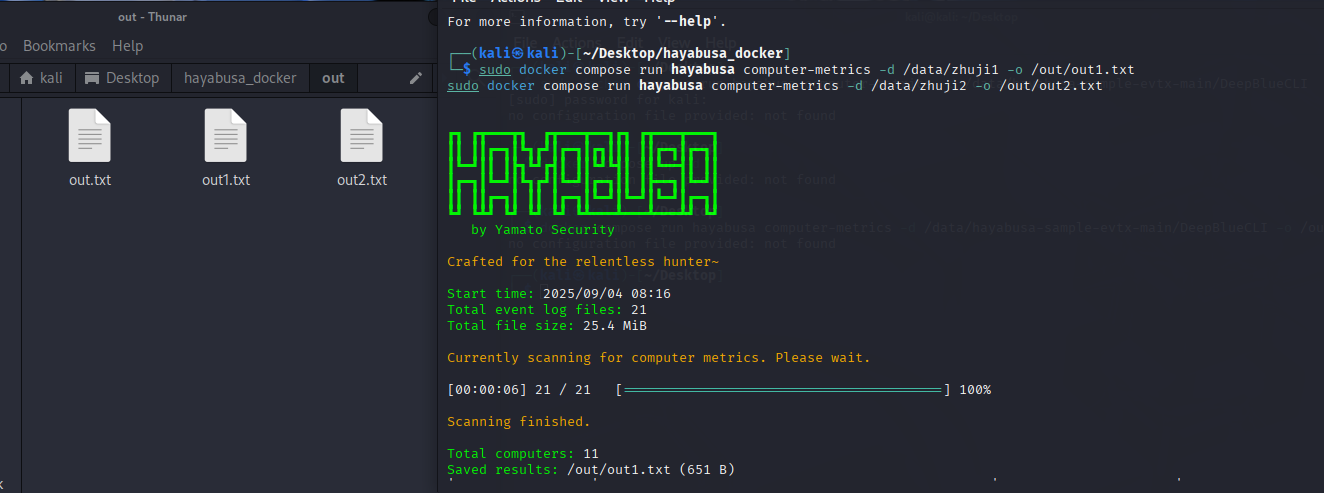 out - Thunar
Bookmarks Help
kali Desktop hayabusa_docker out
out.txt out1.txt out2.txt
For more information, try '--help'.
┌──(kali㉿kali)-[~/Desktop/hayabusa_docker]
└─$ sudo docker compose run hayabusa computer-metrics -d /data/zhuji1 -o /out/out1.txt
sudo docker compose run hayabusa computer-metrics -d /data/zhuji2 -o /out/out2.txt
HAYABUSA
by Yamato Security
Crafted for the relentless hunter~
Start time: 2025/09/04 08:16
Total event log files: 21
Total file size: 25.4 MiB
Currently scanning for computer metrics. Please wait.
[00:00:06] 21 / 21 [========================================] 100%
Scanning finished.
Total computers: 11
Saved results: /out/out1.txt (651 B)